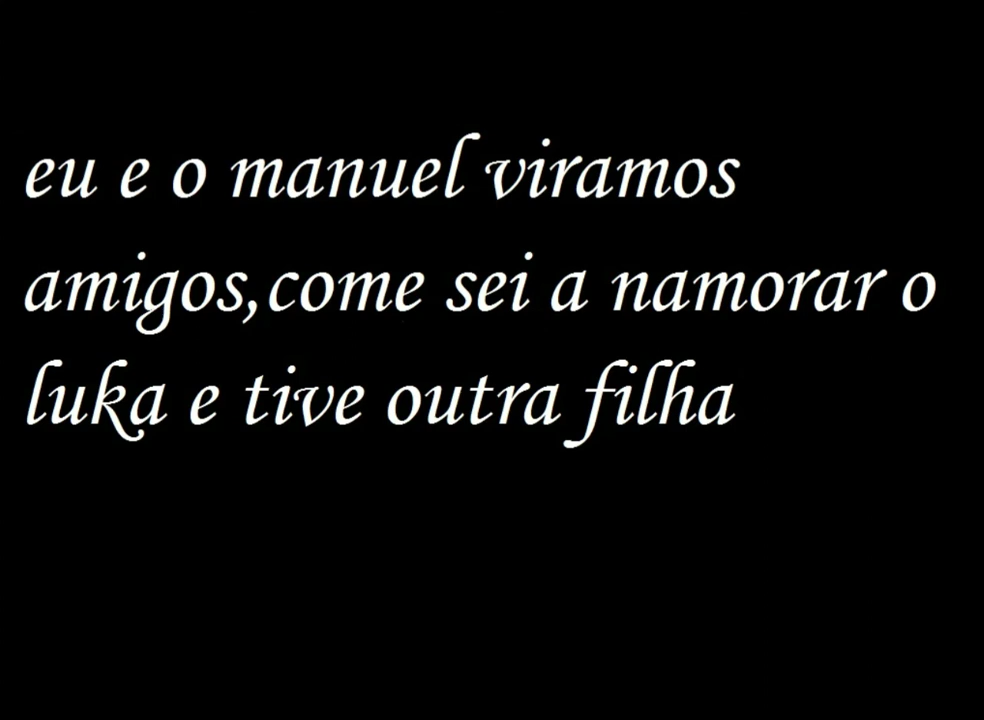 eu e o manuel viramos
amigos,come sei a namorar o
luka e tive outra filha